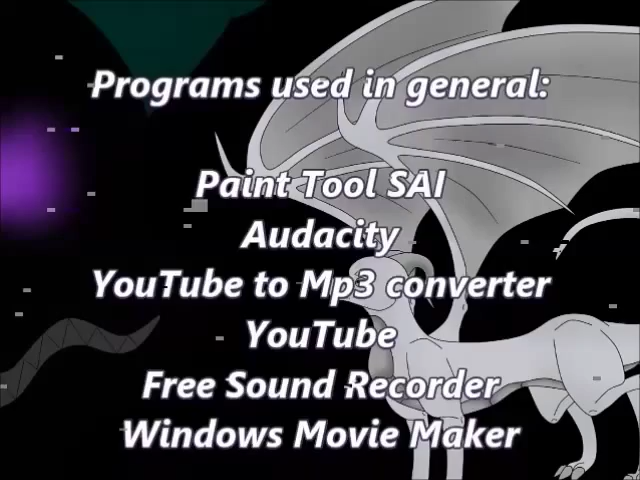 Programs used in general:
Paint Tool SAI
Audacity
YouTube to Mp3 converter
YouTube
Free Sound Recorder
Windows Movie Maker